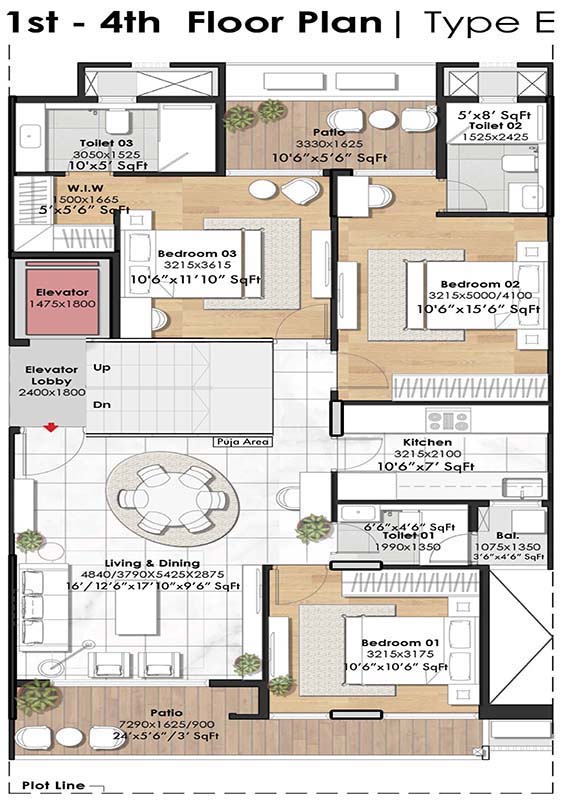 1st - 4th Floor Plan | Type E
Toilet 03
3050x1525
10'x5' SqFt
Patio
3330x1625
10'6"x5'6" SqFt
5'x8' SqFt
Toilet 02
1525x2425
W.I.W
1500x1665
5'x5'6" SqFt
Bedroom 03
3215x3615
10'6"x11'10" SqFt
Bedroom 02
3215x5000/4100
10'6"x15'6" SqFt
Elevator
1475x1800
Elevator
Lobby
2400x1800
Up
Dn
Puja Area
Kitchen
3215x2100
10'6"x7' SqFt
6'6"x4'6" SqFt
Toilet 01
1990x1350
Bal.
1075x1350
3'6"x4'6" SqFt
Living & Dining
4840/3790X5425X2875
16'/12'6"x17'10"x9'6" SqFt
Bedroom 01
3215x3175
10'6"x10'6" SqFt
Patio
7290x1625/900
24'x5'6"/3' SqFt
Plot Line